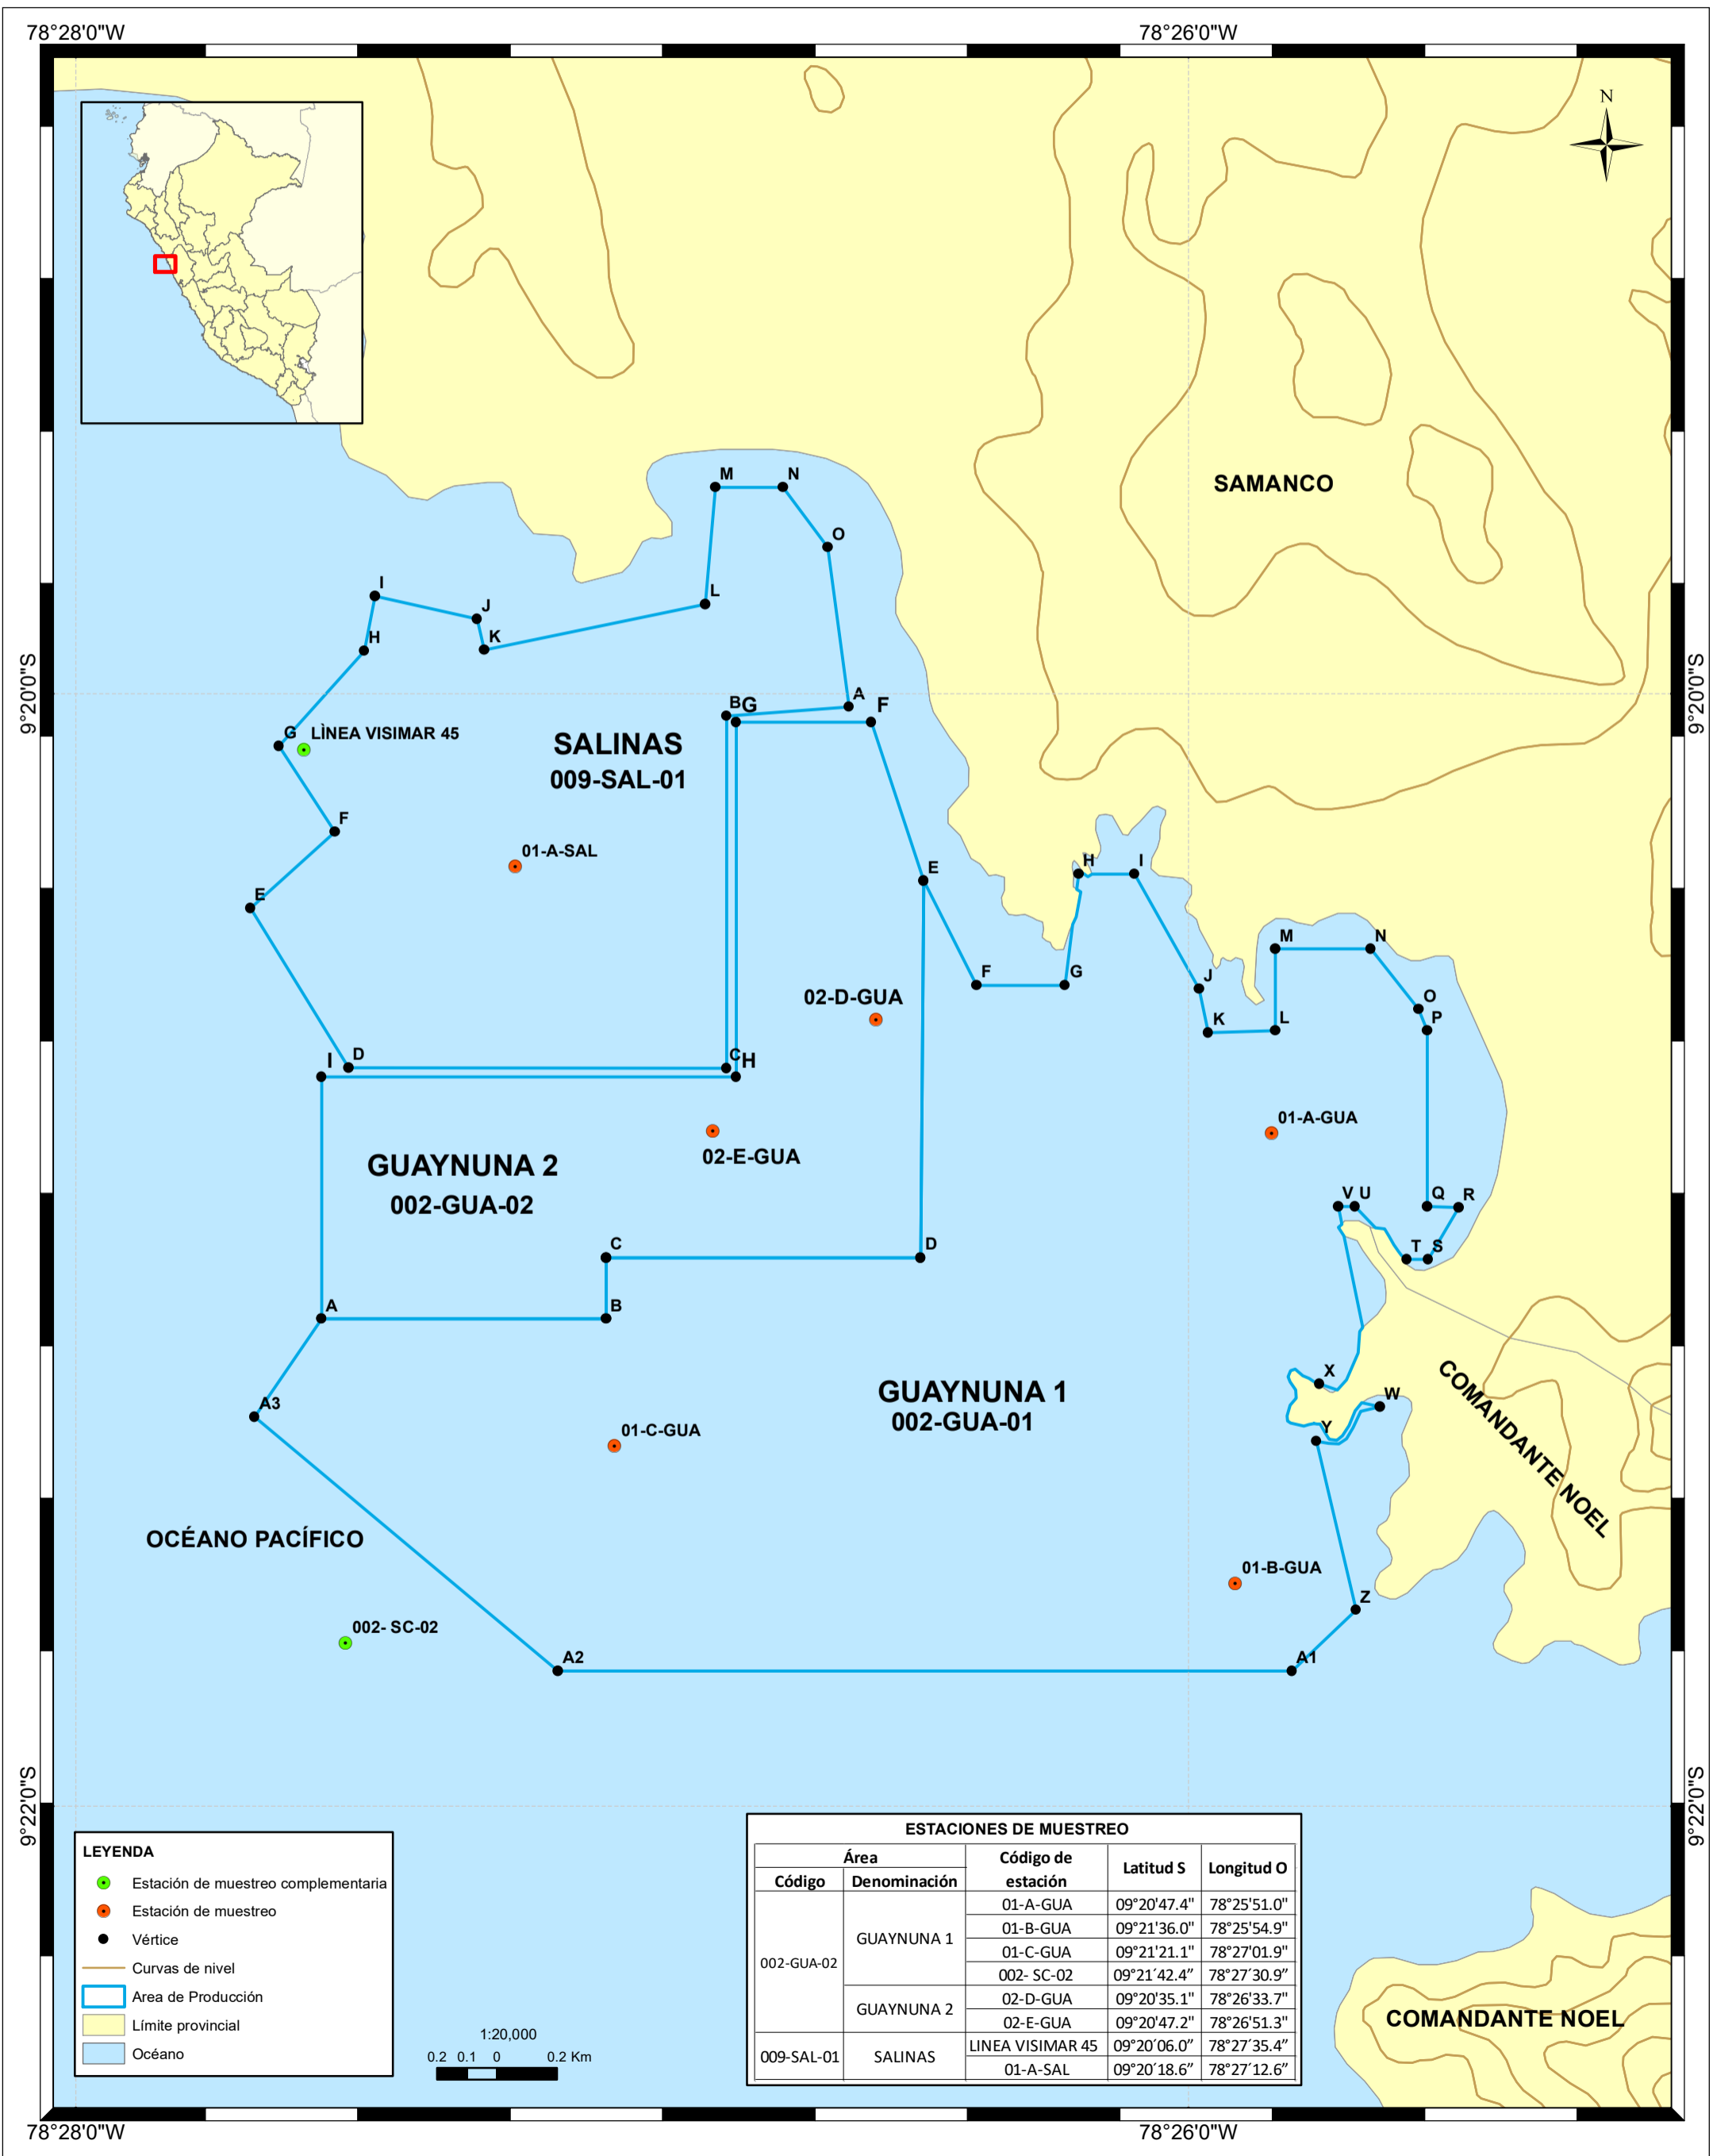 78°28'0"W
78°26'0"W
N
SAMANCO
M
N
O
L
I
J
H
K
9°20'0"S
9°20'0"S
A
B
G
F
G
LÌNEA VISIMAR 45
SALINAS
009-SAL-01
F
01-A-SAL
E
E
H
I
M
N
F
G
J
02-D-GUA
O
K
L
P
I
D
C
H
01-A-GUA
02-E-GUA
GUAYNUNA 2
002-GUA-02
V
U
Q
R
C
D
T
S
A
B
X
GUAYNUNA 1
002-GUA-01
W
A3
Y
01-C-GUA
COMANDANTE NOEL
OCÉANO PACÍFICO
01-B-GUA
Z
002- SC-02
A2
A1
9°22'0"S
9°22'0"S
LEYENDA
Estación de muestreo complementaria
Estación de muestreo
Vértice
Curvas de nivel
Area de Producción
Límite provincial
Océano
1:20,000
0.2 0.1 0 0.2 Km
ESTACIONES DE MUESTREO
Área Código de estación Latitud S Longitud O
Código Denominación
002-GUA-02 GUAYNUNA 1 01-A-GUA 09°20'47.4" 78°25'51.0"
01-B-GUA 09°21'36.0" 78°25'54.9"
01-C-GUA 09°21'21.1" 78°27'01.9"
002- SC-02 09°21´42.4” 78°27´30.9”
GUAYNUNA 2 02-D-GUA 09°20'35.1" 78°26'33.7"
02-E-GUA 09°20'47.2" 78°26'51.3"
009-SAL-01 SALINAS LINEA VISIMAR 45 09°20´06.0” 78°27´35.4”
01-A-SAL 09°20´18.6” 78°27´12.6”
COMANDANTE NOEL
78°28'0"W
78°26'0"W